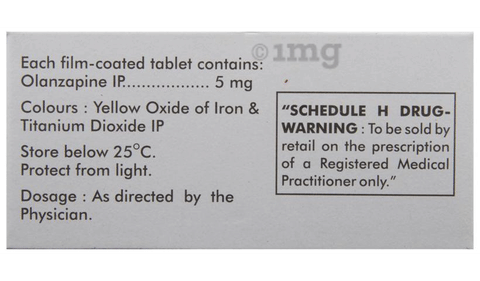 ©1mg
Each film-coated tablet contains:
Olanzapine IP.................. 5 mg
Colours : Yellow Oxide of Iron &
Titanium Dioxide IP
Store below 25°C.
Protect from light.
Dosage : As directed by the
Physician.
“SCHEDULE H DRUG-
WARNING : To be sold by
retail on the prescription
of a Registered Medical
Practitioner only.”